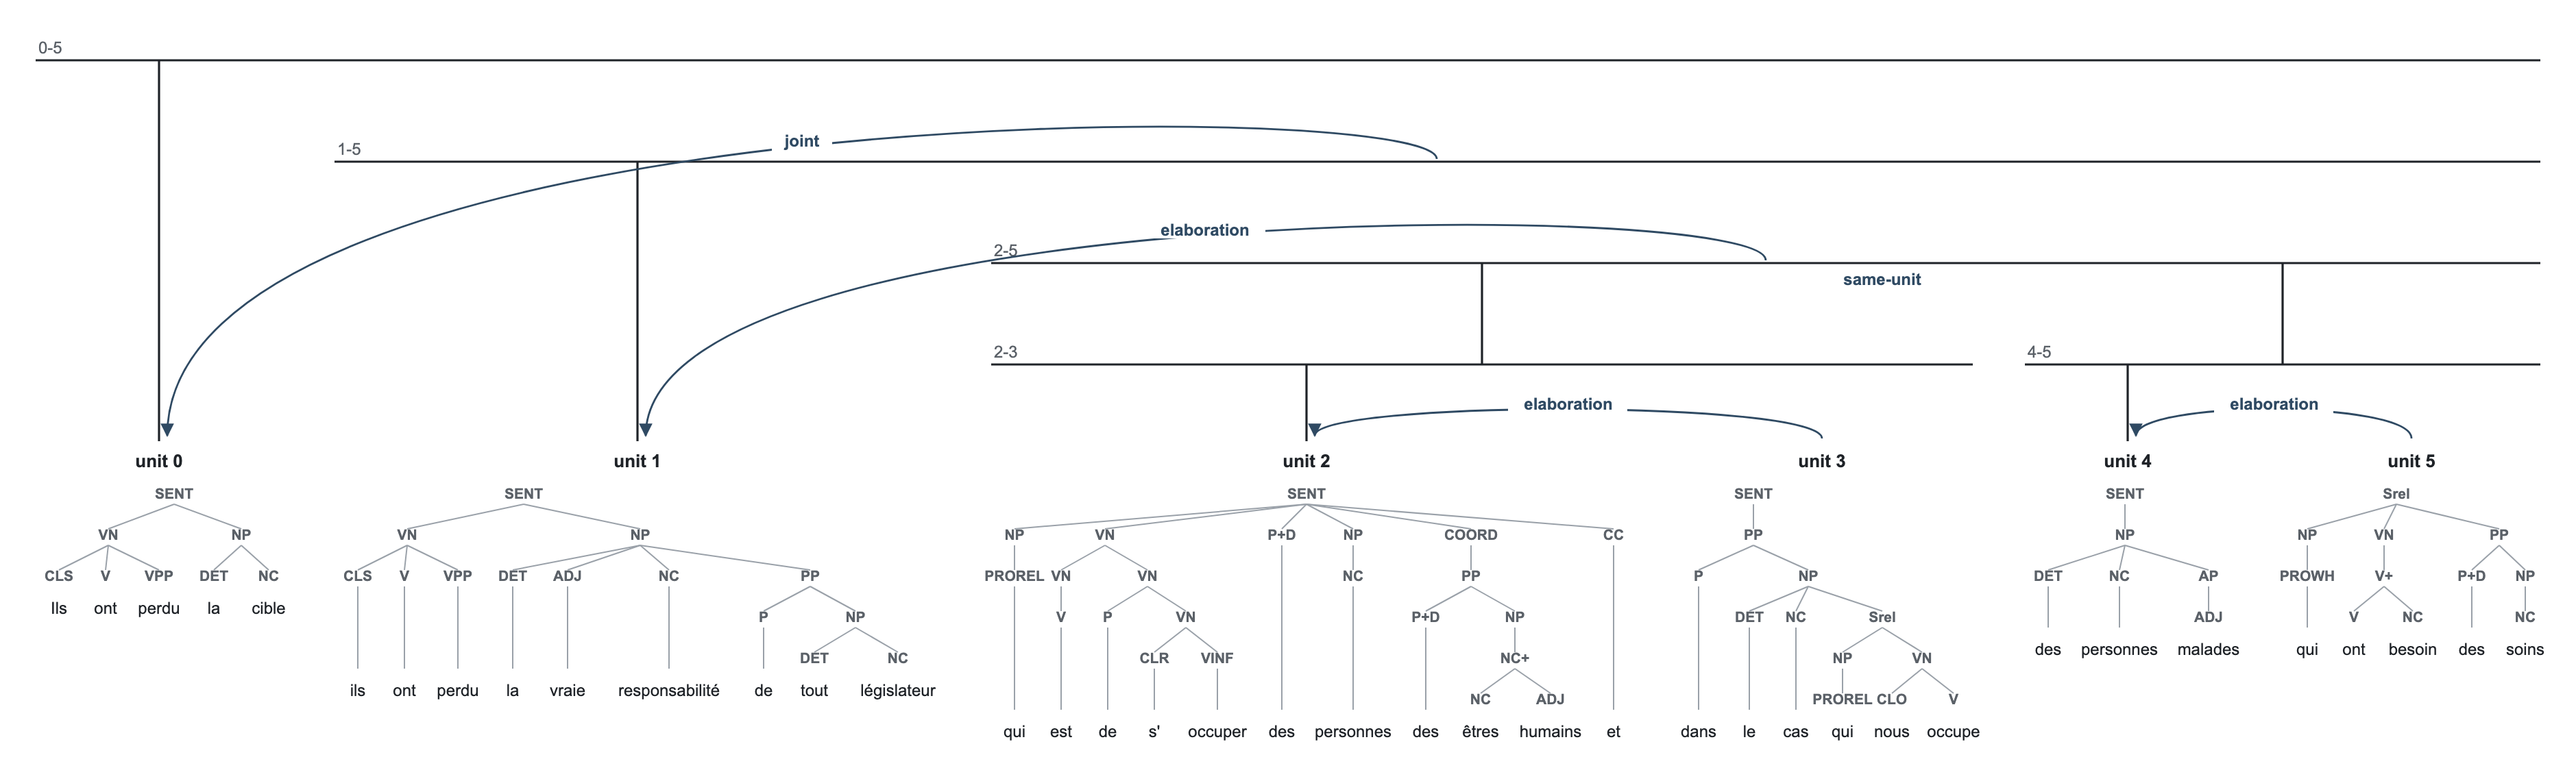 0-5
joint
1-5
elaboration
2-5
same-unit
2-3
4-5
elaboration
elaboration
unit 0 unit 1 unit 2 unit 3 unit 4 unit 5
SENT SENT SENT SENT SENT Srel
VN NP VN NP NP VN P+D NP COORD CC PP NP NP VN PP
CLS V VPP DET NC CLS V VPP DET ADJ NC PP PROREL VN VN NC PP P NP DET NC AP PROWH V+ P+D NP
Ils ont perdu la cible P NP V P VN P+D NP DET NC Srel ADJ V NC NC
DET NC CLR VINF NC+ NP VN des personnes malades qui ont besoin des soins
ils ont perdu la vraie responsabilité de tout législateur NC ADJ PROREL CLO V
qui est de s' occuper des personnes des êtres humains et dans le cas qui nous occupe